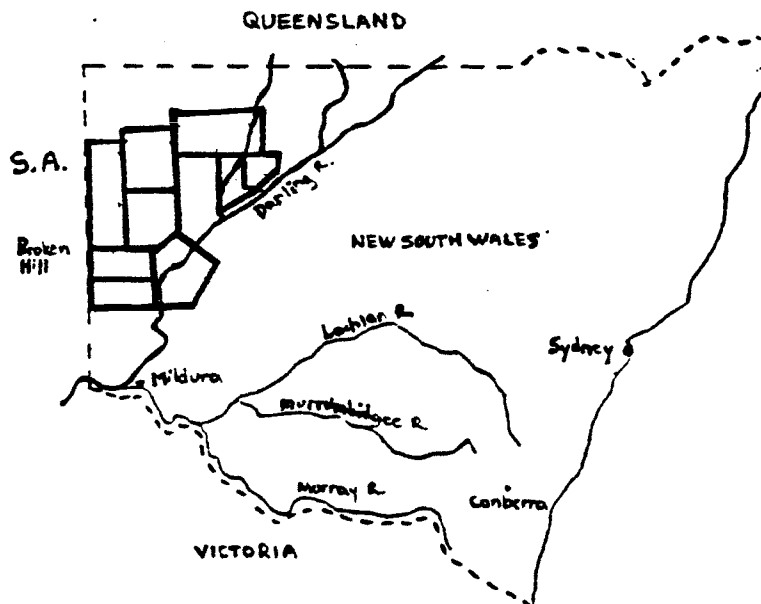 QUEENSLAND
S.A.
Darling R.
Broken
Hill
NEW SOUTH WALES
Lachlan R
Sydney
Mildura
Murrumbidgee R
Murray R
Canberra
VICTORIA